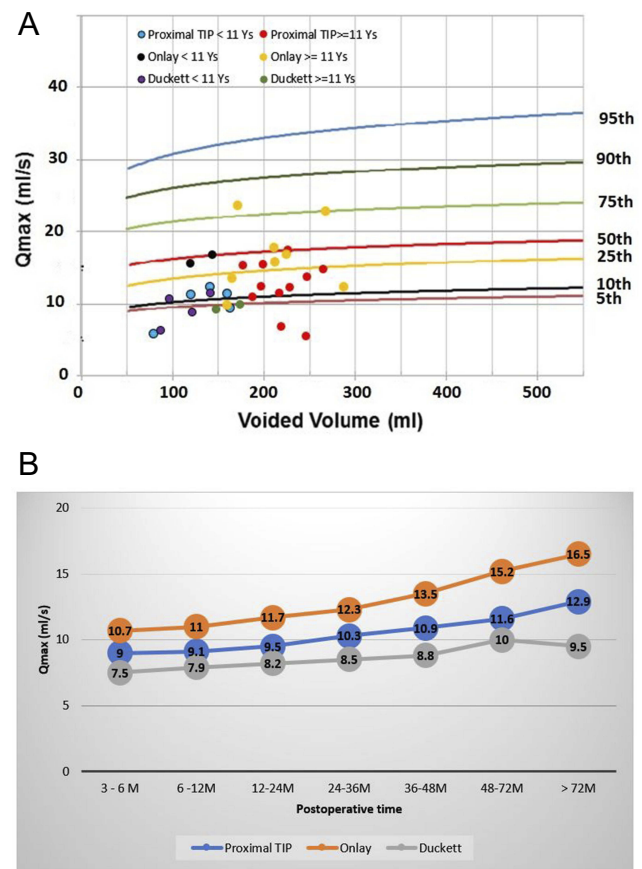 A
Proximal TIP < 11 Ys Proximal TIP>=11 Ys
Onlay < 11 Ys Onlay >= 11 Ys
Duckett < 11 Ys Duckett >=11 Ys
40
30
20
10
0
Qmax (ml/s)
95th
90th
75th
50th
25th
10th
5th
0 100 200 300 400 500
Voided Volume (ml)
B
20
15
10
5
0
Qmax (ml/s)
10.7 11 11.7 12.3 13.5 15.2 16.5
9 9.1 9.5 10.3 10.9 11.6 12.9
7.5 7.9 8.2 8.5 8.8 10 9.5
3 - 6 M 6 -12M 12-24M 24-36M 36-48M 48-72M > 72M
Postoperative time
Proximal TIP Onlay Duckett